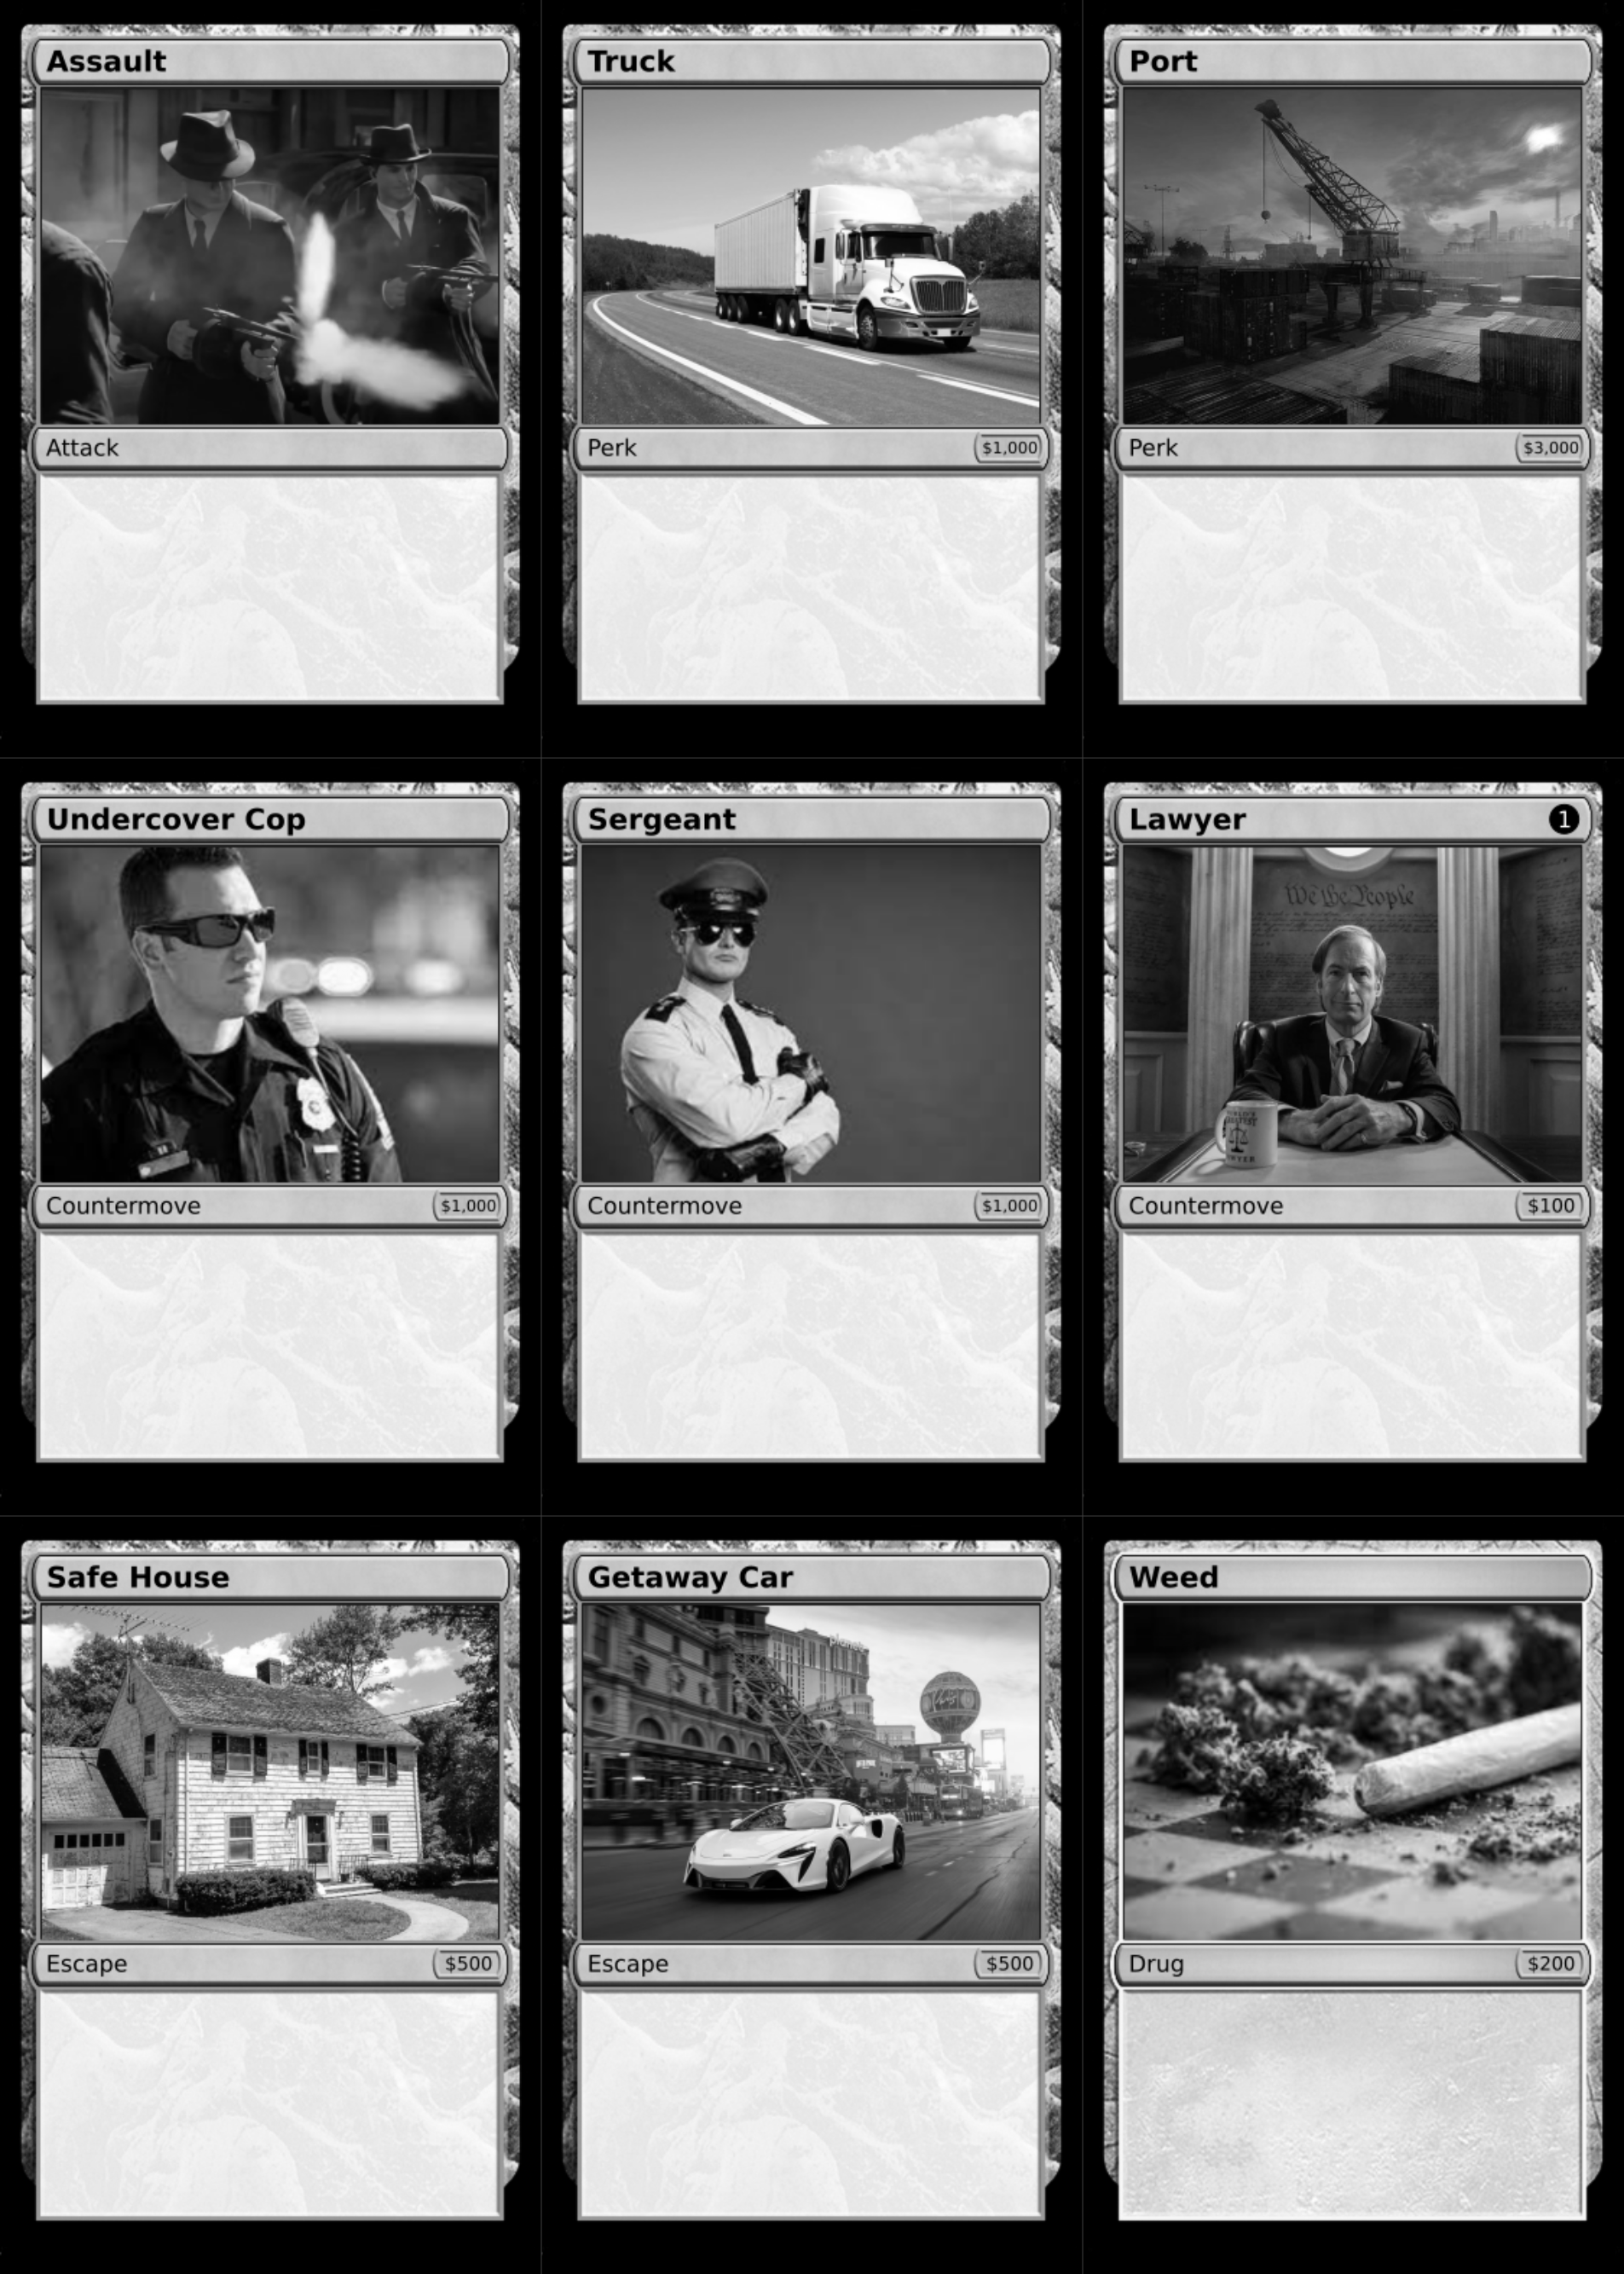 Assault
Truck
Port
Attack
Perk
$1,000
Perk
$3,000
Undercover Cop
Sergeant
Lawyer
1
We the People
Countermove
$1,000
Countermove
$1,000
Countermove
$100
Safe House
Getaway Car
Weed
Escape
$500
Escape
$500
Drug
$200